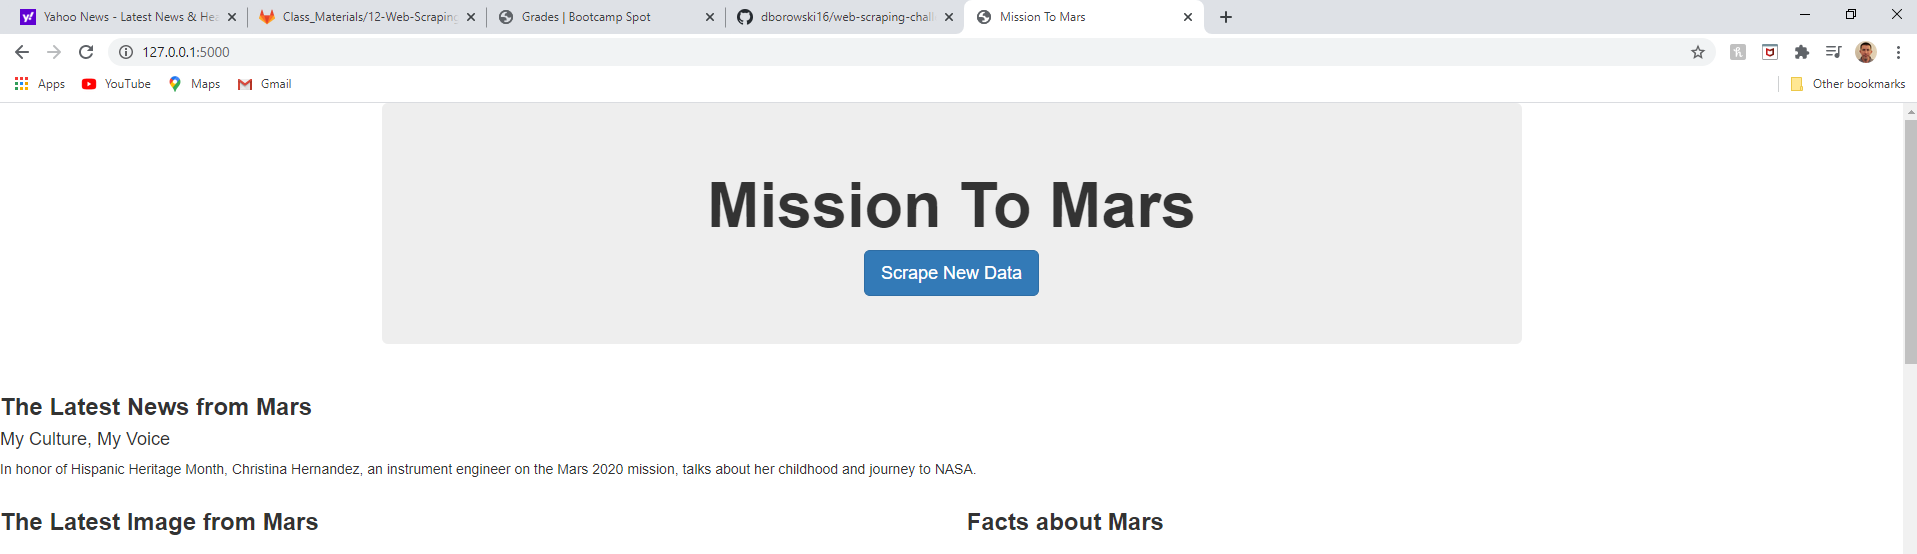 Yahoo News - Latest News & Hea
Class_Materials/12-Web-Scraping
Grades | Bootcamp Spot
dborowski16/web-scraping-chall
Mission To Mars
127.0.0.1:5000
Apps
YouTube
Maps
Gmail
Other bookmarks
Mission To Mars
Scrape New Data
The Latest News from Mars
My Culture, My Voice
In honor of Hispanic Heritage Month, Christina Hernandez, an instrument engineer on the Mars 2020 mission, talks about her childhood and journey to NASA.
The Latest Image from Mars
Facts about Mars